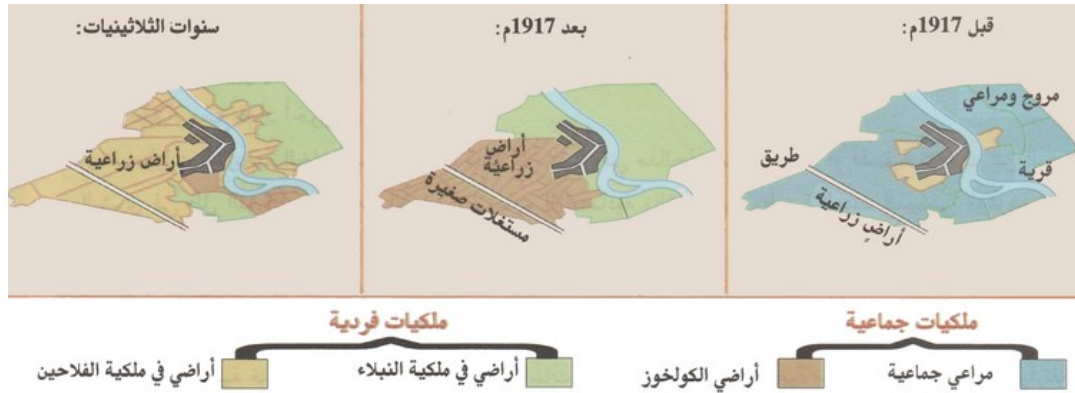 قبل 1917م:
مروج ومراعي
طريق
قرية
أراضٍ زراعية
بعد 1917م:
أراضٍ
زراعية
مستغلات صغيرة
سنوات الثلاثينيات:
أراض زراعية
ملكيات جماعية
مراعي جماعية
أراضي الكولخوز
ملكيات فردية
أراضي في ملكية النبلاء
أراضي في ملكية الفلاحين